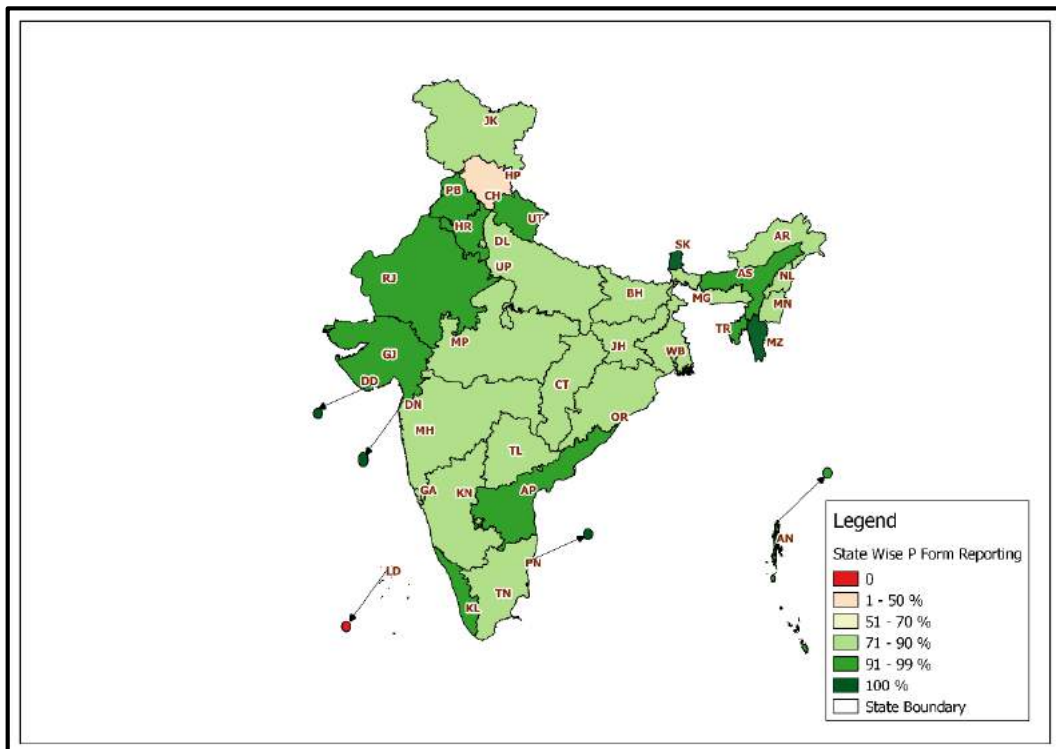 JK
HP
PB
CH
UT
HR
DL
SK
AR
UP
RJ
AS
NL
BH
MG
MN
TR
MP
MZ
GJ
JH
WB
DD
CT
DN
OR
MH
TL
GA
KN
AP
AN
PN
LD
TN
KL
Legend
State Wise P Form Reporting
0
1 - 50 %
51 - 70 %
71 - 90 %
91 - 99 %
100 %
State Boundary